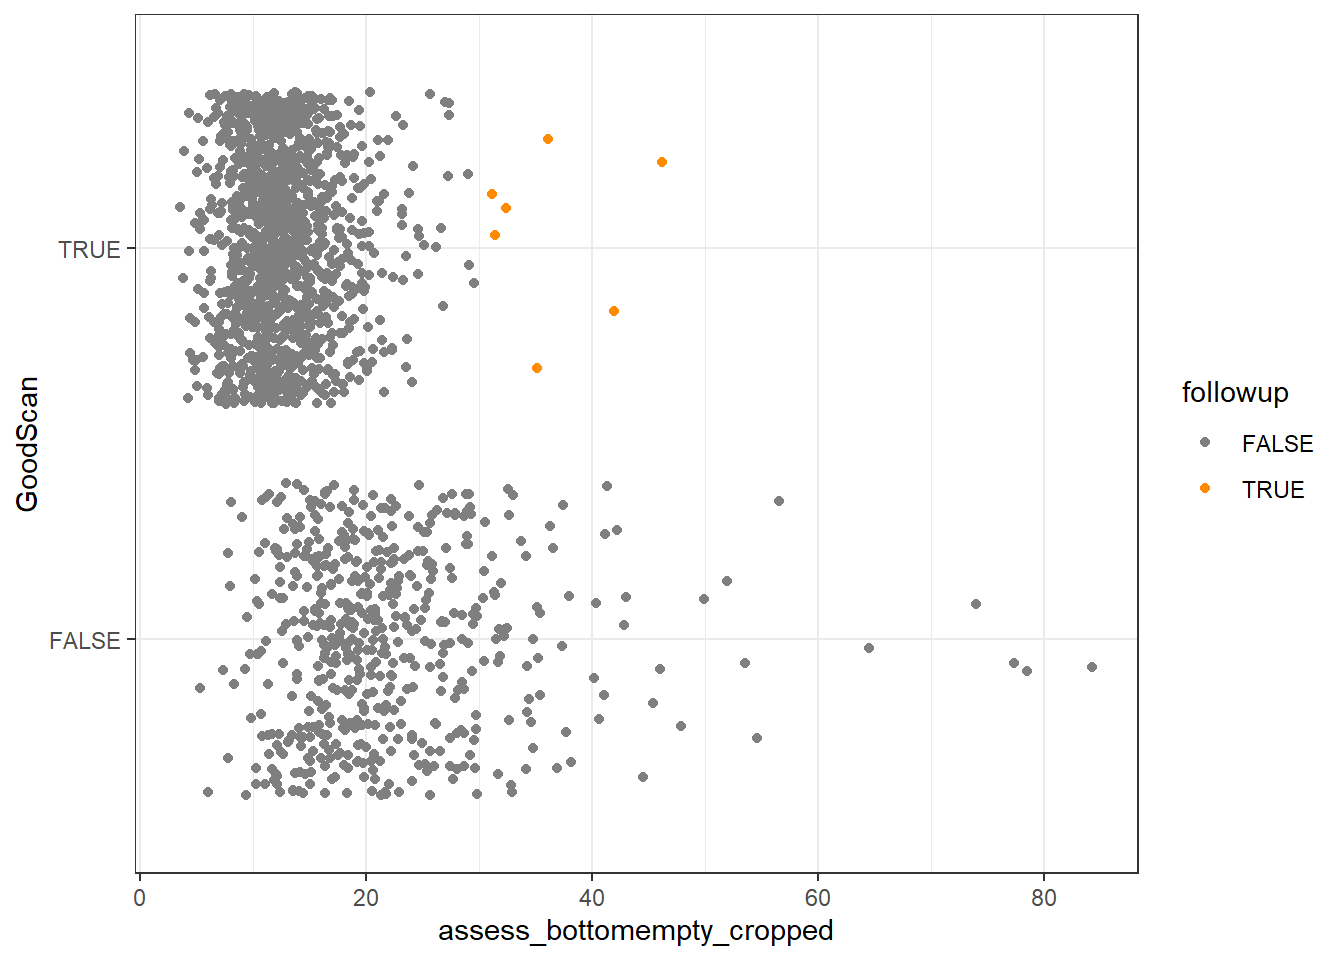 TRUE
FALSE
GoodScan
0 20 40 60 80
assess_bottomempty_cropped
followup
FALSE
TRUE